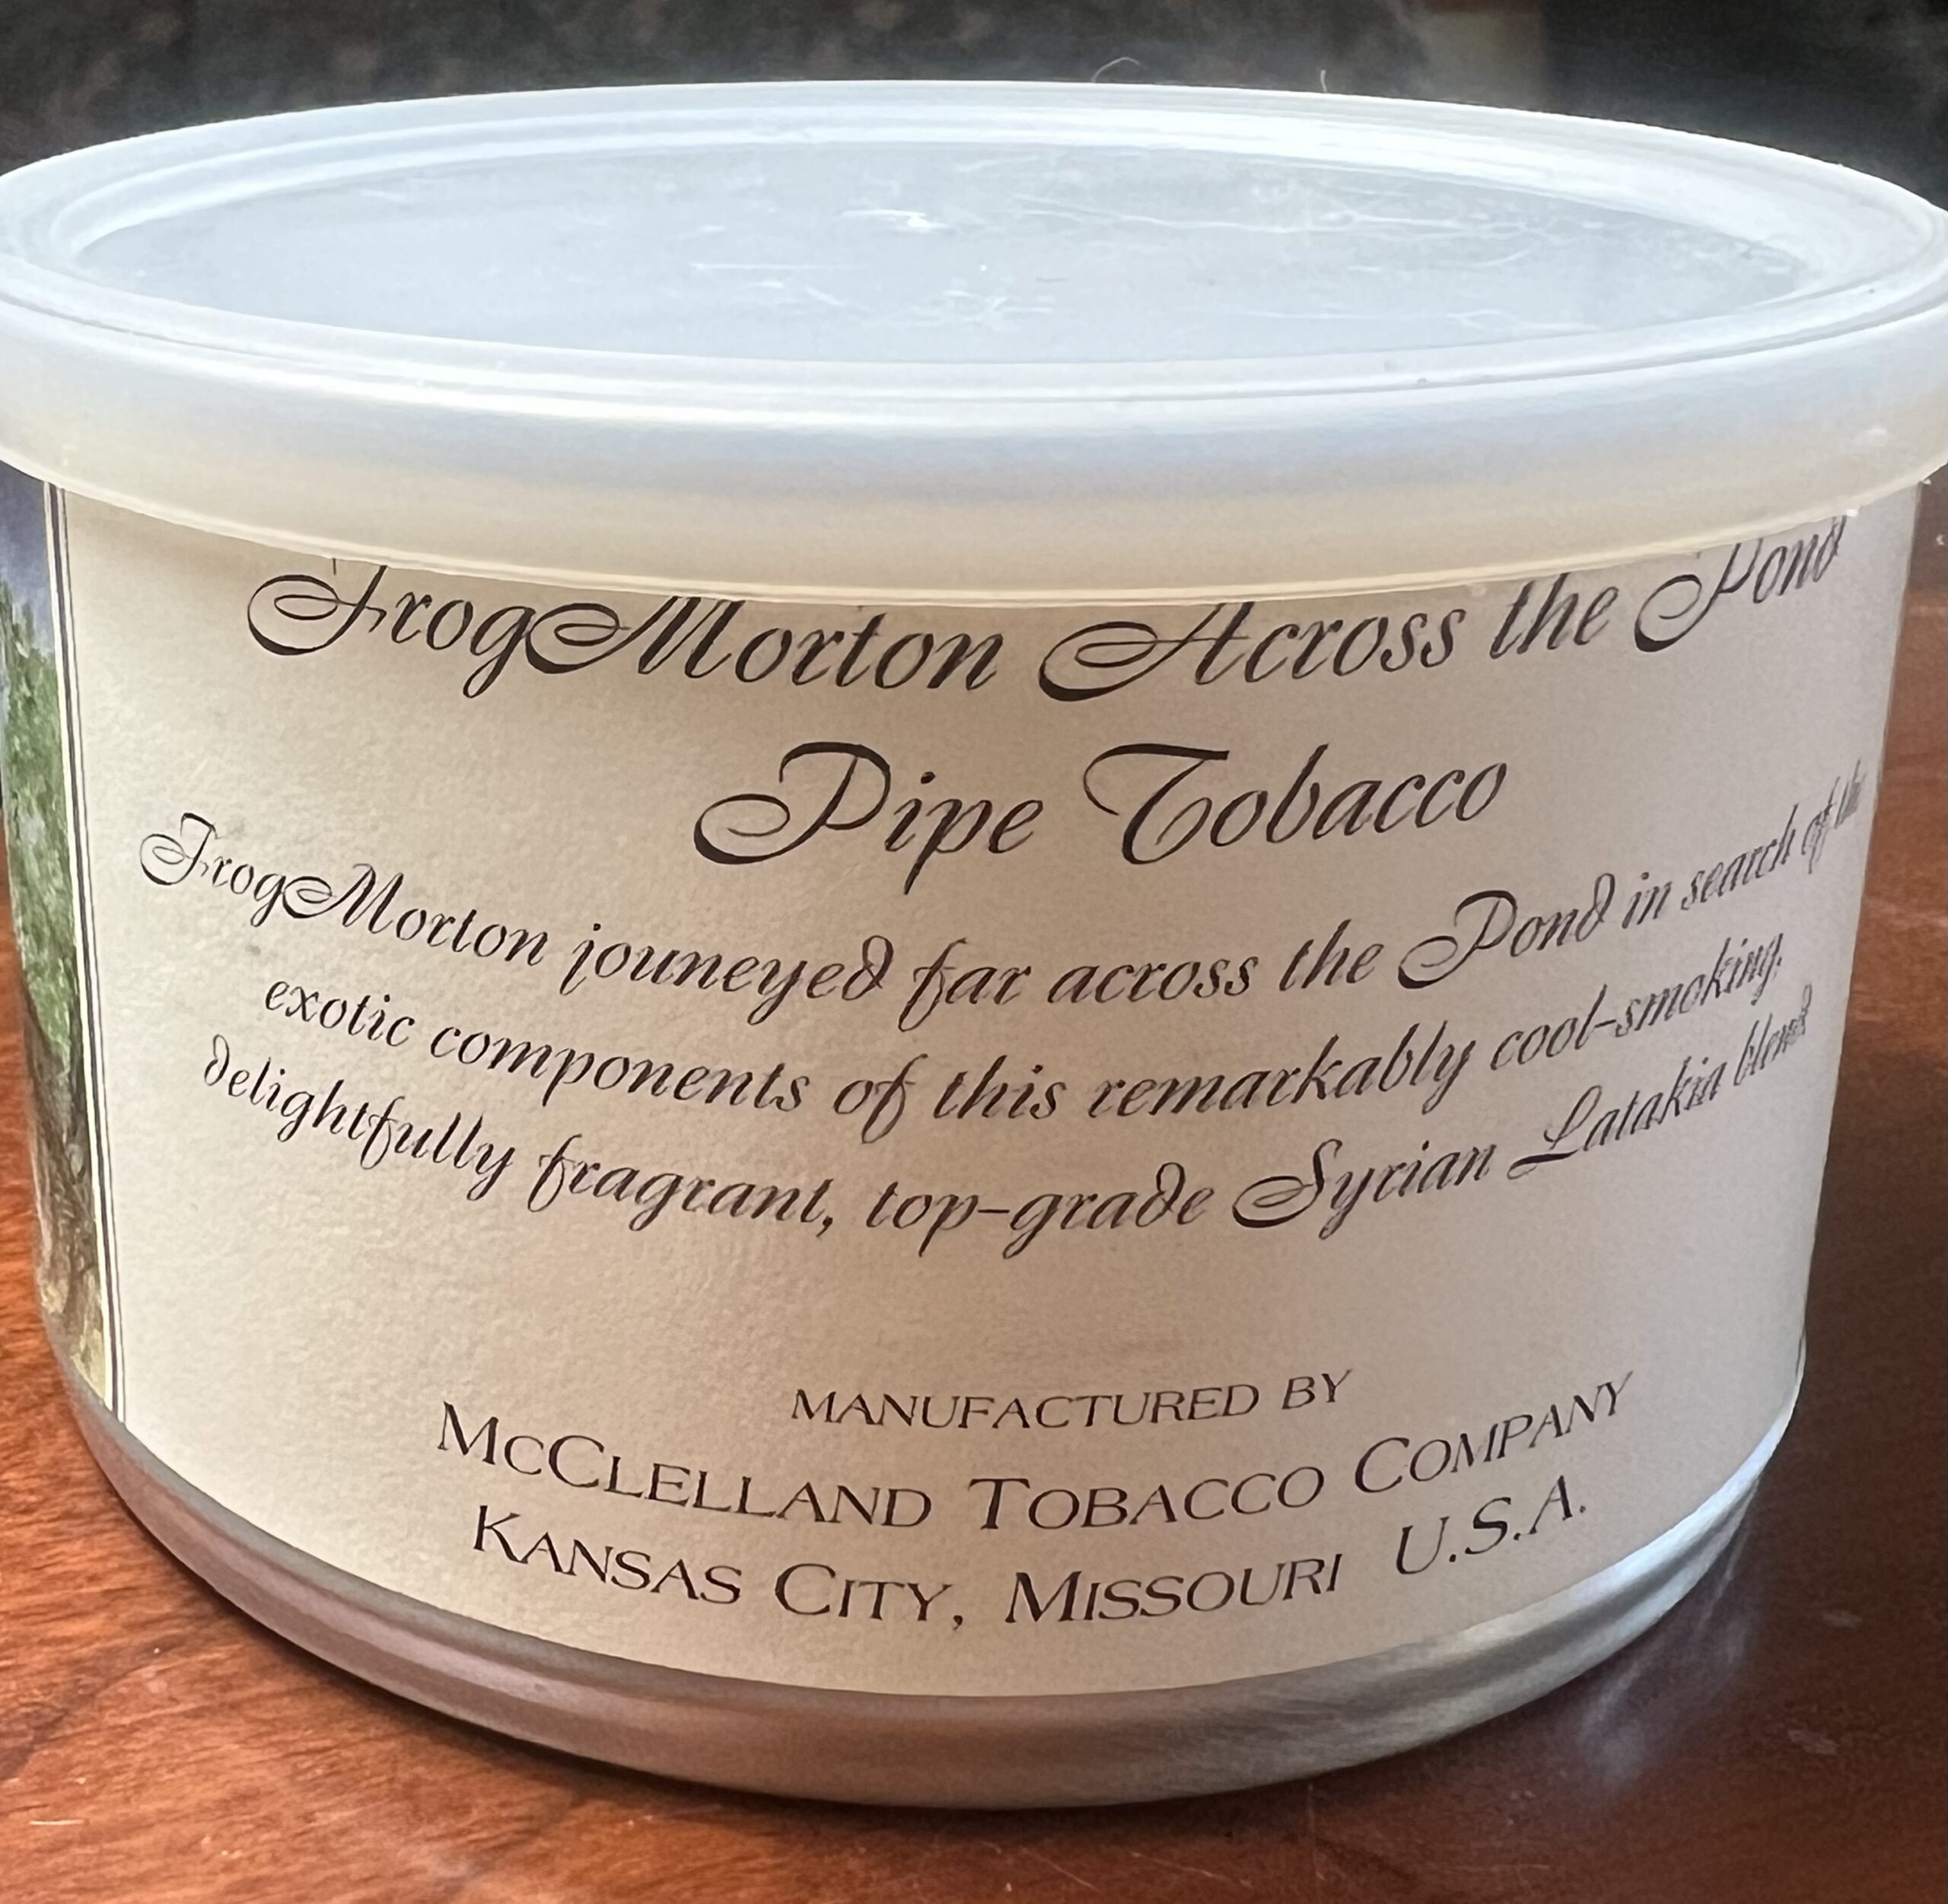 FrogMorton Across the Pond
Pipe Tobacco
FrogMorton jouneyed far across the Pond in search of the
exotic components of this remarkably cool-smoking,
delightfully fragrant, top-grade Syrian Latakia blend
MANUFACTURED BY
MCCLELLAND TOBACCO COMPANY
KANSAS CITY, MISSOURI U.S.A.